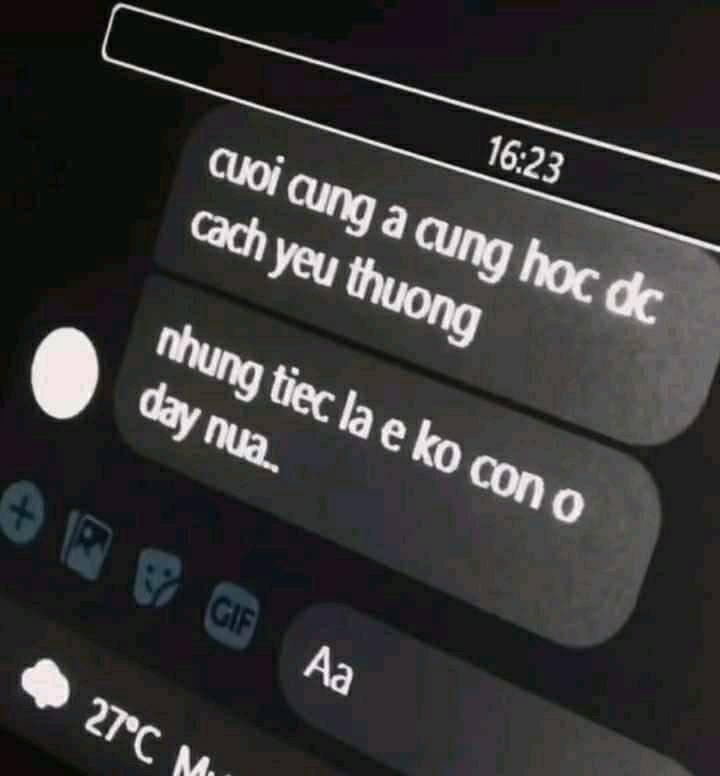 16:23
cuoi cung a cung hoc dc
cach yeu thuong
nhung tiec la e ko con o
day nua..
GIF
Aa
27°C